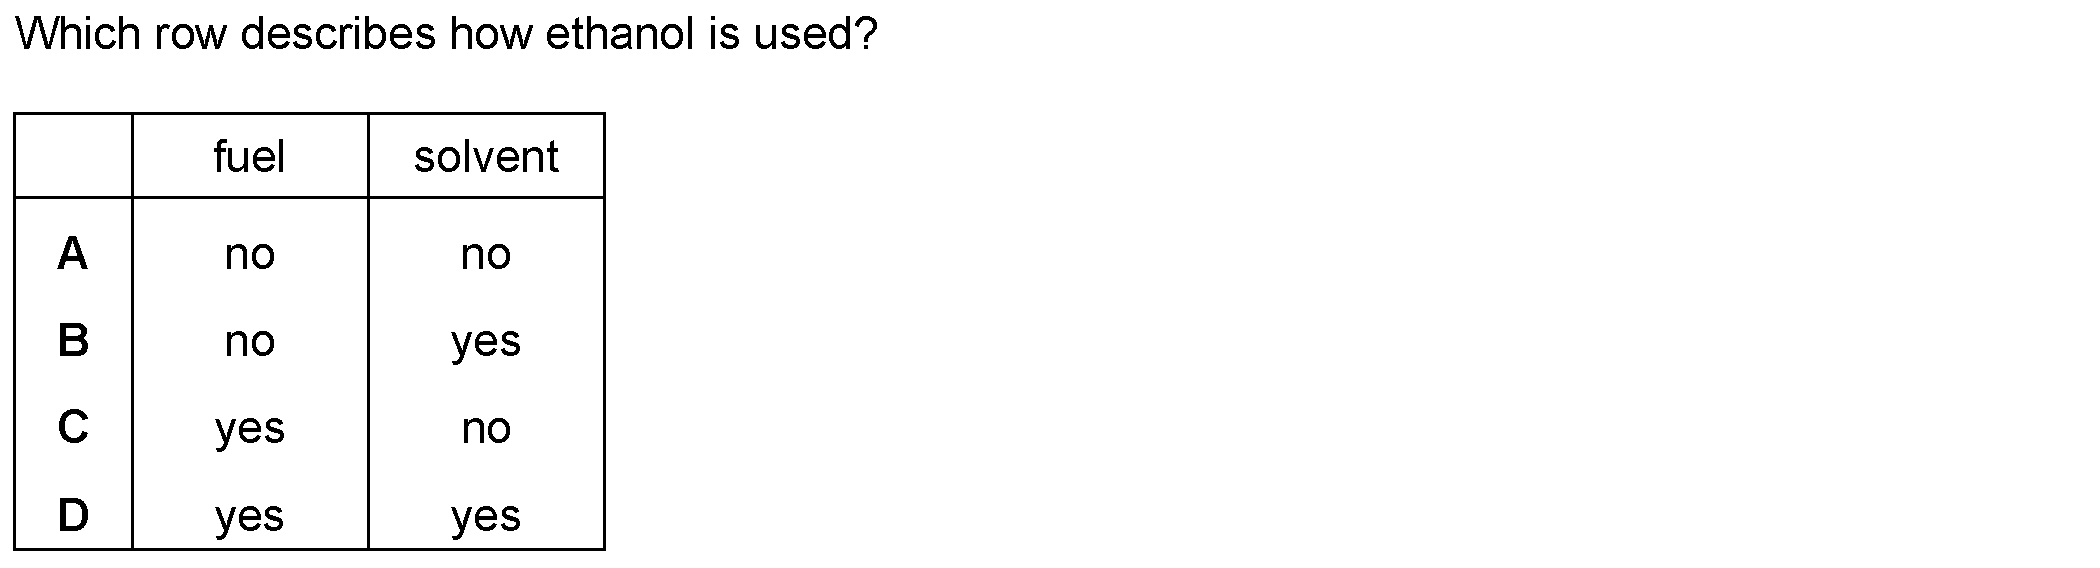 Which row describes how ethanol is used?
fuel solvent
A no no
B no yes
C yes no
D yes yes